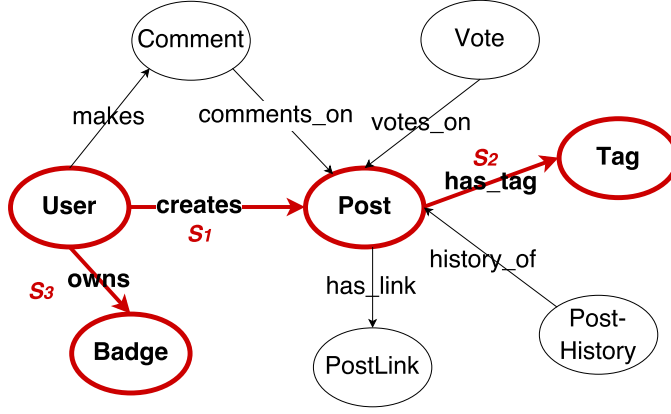 Comment
Vote
makes
comments_on
votes_on
S2
Tag
has_tag
User
creates
Post
S1
owns
S3
has_link
history_of
Badge
PostLink
Post-
History